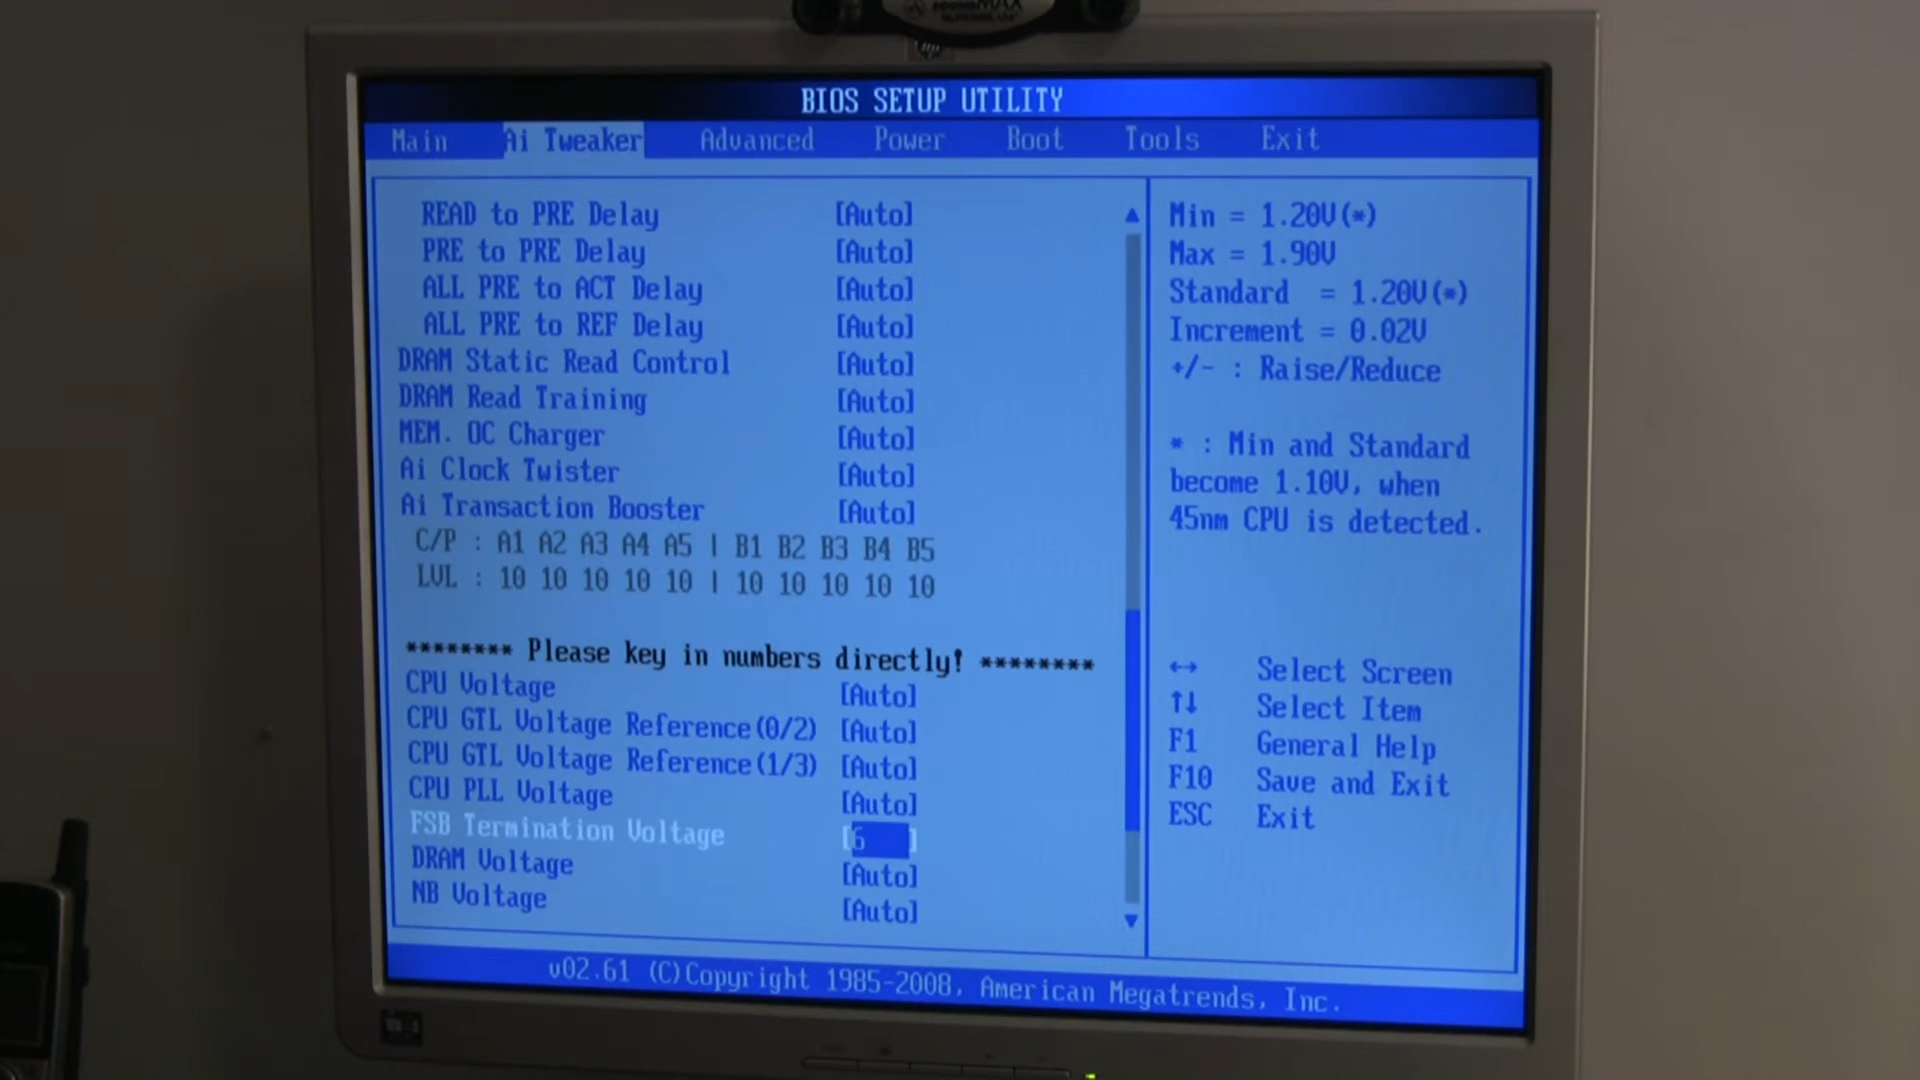 hp
BIOS SETUP UTILITY
Main Ai Tweaker Advanced Power Boot Tools Exit
READ to PRE Delay [Auto]
PRE to PRE Delay [Auto]
ALL PRE to ACT Delay [Auto]
ALL PRE to REF Delay [Auto]
DRAM Static Read Control [Auto]
DRAM Read Training [Auto]
MEM. OC Charger [Auto]
Ai Clock Twister [Auto]
Ai Transaction Booster [Auto]
C/P : A1 A2 A3 A4 A5 | B1 B2 B3 B4 B5
LVL : 10 10 10 10 10 | 10 10 10 10 10
******** Please key in numbers directly! ********
CPU Voltage [Auto]
CPU GTL Voltage Reference(0/2) [Auto]
CPU GTL Voltage Reference(1/3) [Auto]
CPU PLL Voltage [Auto]
FSB Termination Voltage [6 ]
DRAM Voltage [Auto]
NB Voltage [Auto]
Min = 1.20V(*)
Max = 1.90V
Standard = 1.20V(*)
Increment = 0.02V
+/- : Raise/Reduce
* : Min and Standard
become 1.10V, when
45nm CPU is detected.
↔ Select Screen
↑↓ Select Item
F1 General Help
F10 Save and Exit
ESC Exit
v02.61 (C)Copyright 1985-2008, American Megatrends, Inc.